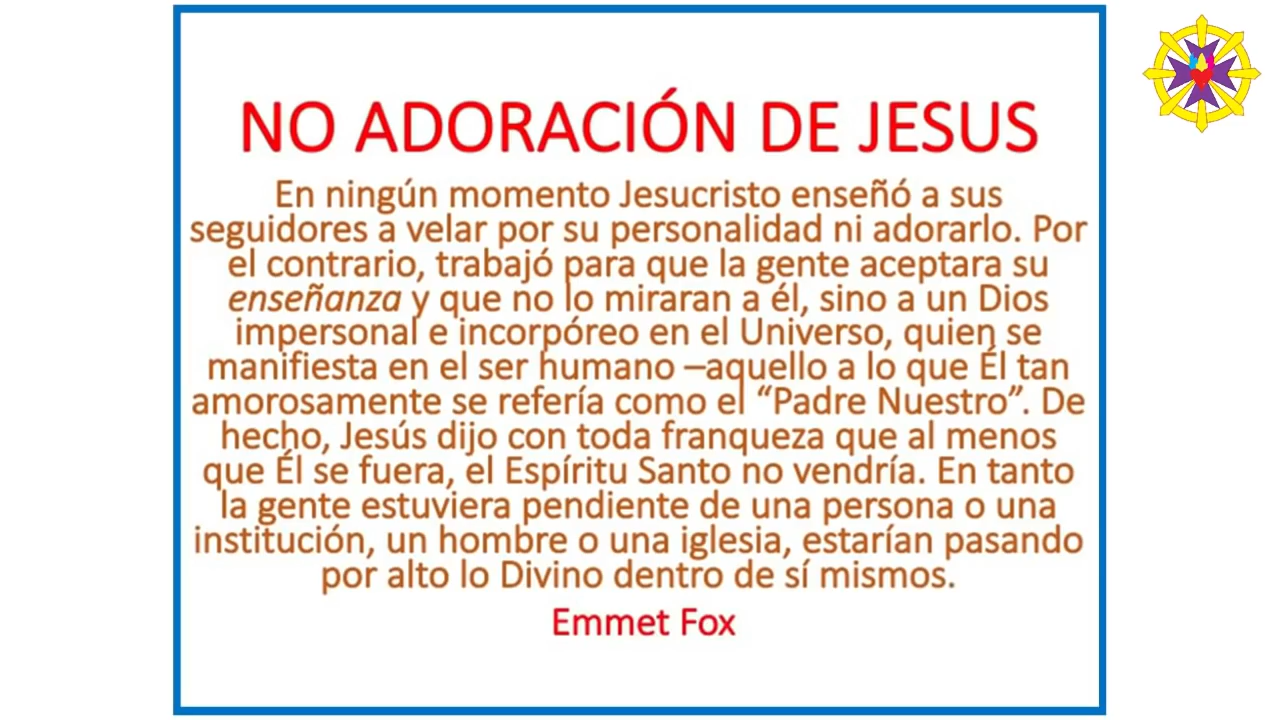 NO ADORACIÓN DE JESUS
En ningún momento Jesucristo enseñó a sus
seguidores a velar por su personalidad ni adorarlo. Por
el contrario, trabajó para que la gente aceptara su
enseñanza y que no lo miraran a él, sino a un Dios
impersonal e incorpóreo en el Universo, quien se
manifiesta en el ser humano –aquello a lo que Él tan
amorosamente se refería como el “Padre Nuestro”. De
hecho, Jesús dijo con toda franqueza que al menos
que Él se fuera, el Espíritu Santo no vendría. En tanto
la gente estuviera pendiente de una persona o una
institución, un hombre o una iglesia, estarían pasando
por alto lo Divino dentro de sí mismos.
Emmet Fox